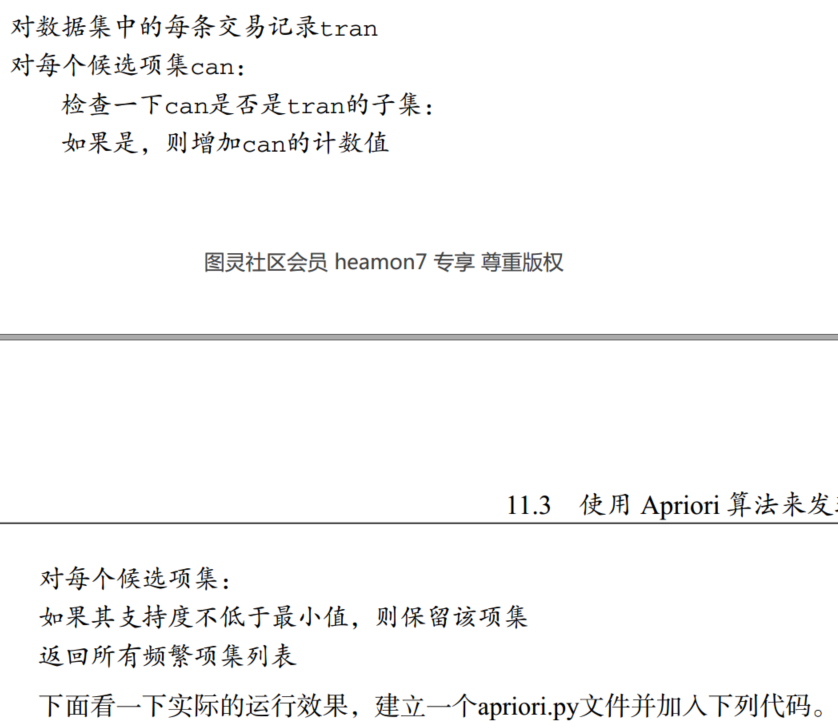 对数据集中的每条交易记录tran
对每个候选项集can：
检查一下can是否是tran的子集：
如果是，则增加can的计数值
图灵社区会员 heamon7 专享 尊重版权
11.3 使用 Apriori 算法来发
对每个候选项集：
如果其支持度不低于最小值，则保留该项集
返回所有频繁项集列表
下面看一下实际的运行效果，建立一个apriori.py文件并加入下列代码。